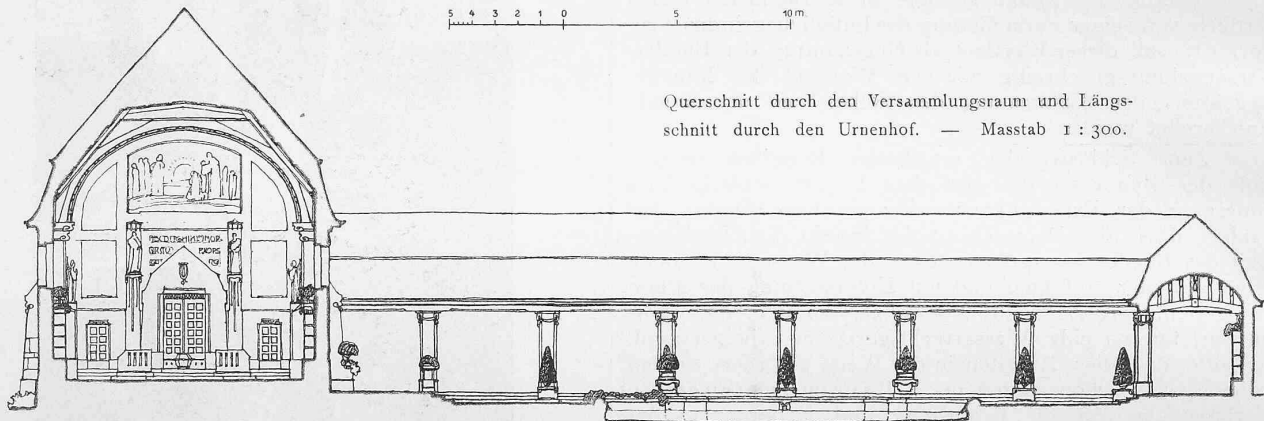 5 4 3 2 1 0 5 10 m.
Querschnitt durch den Versammlungsraum und Längs-
schnitt durch den Urnenhof. — Masstab 1 : 300.